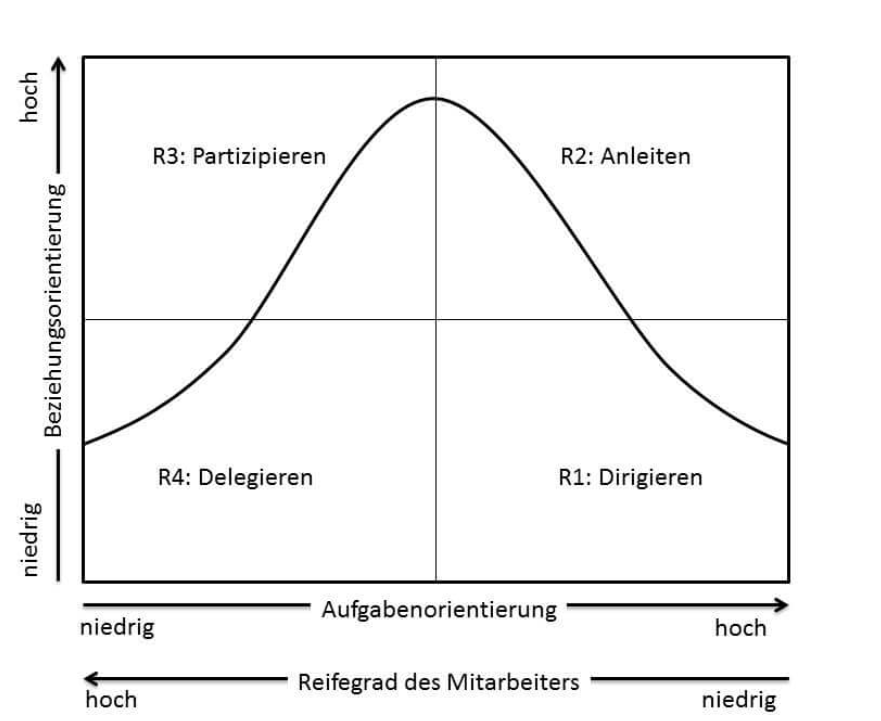 hoch
Beziehungsorientierung
niedrig
R3: Partizipieren
R2: Anleiten
R4: Delegieren
R1: Dirigieren
Aufgabenorientierung
niedrig
hoch
Reifegrad des Mitarbeiters
hoch
niedrig